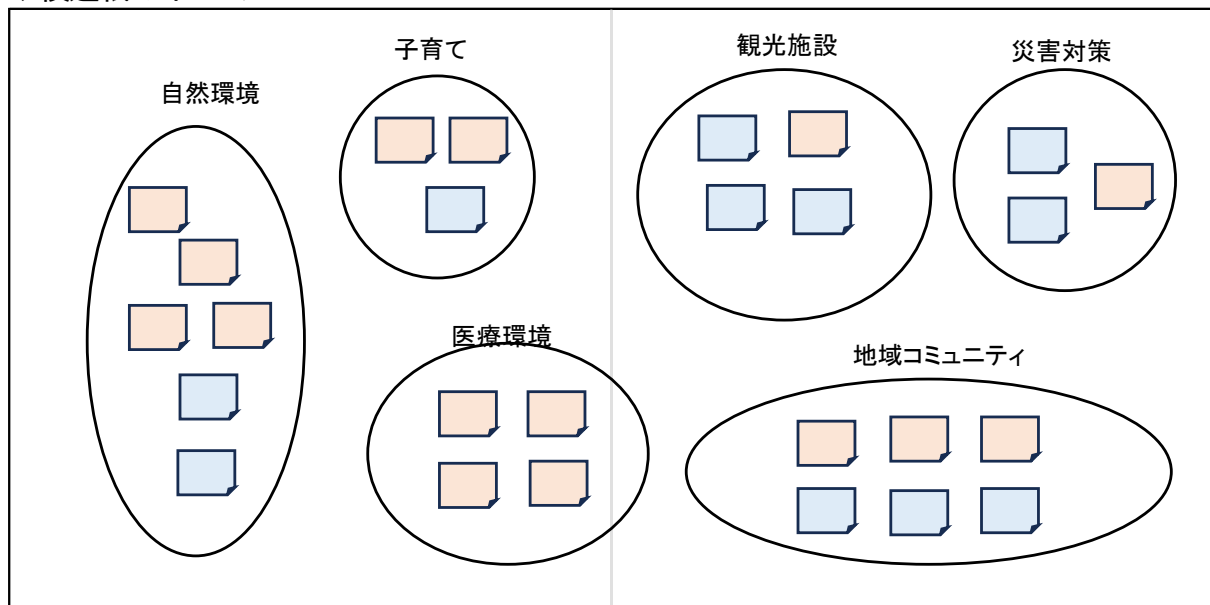 子育て
観光施設
災害対策
自然環境
医療環境
地域コミュニティ